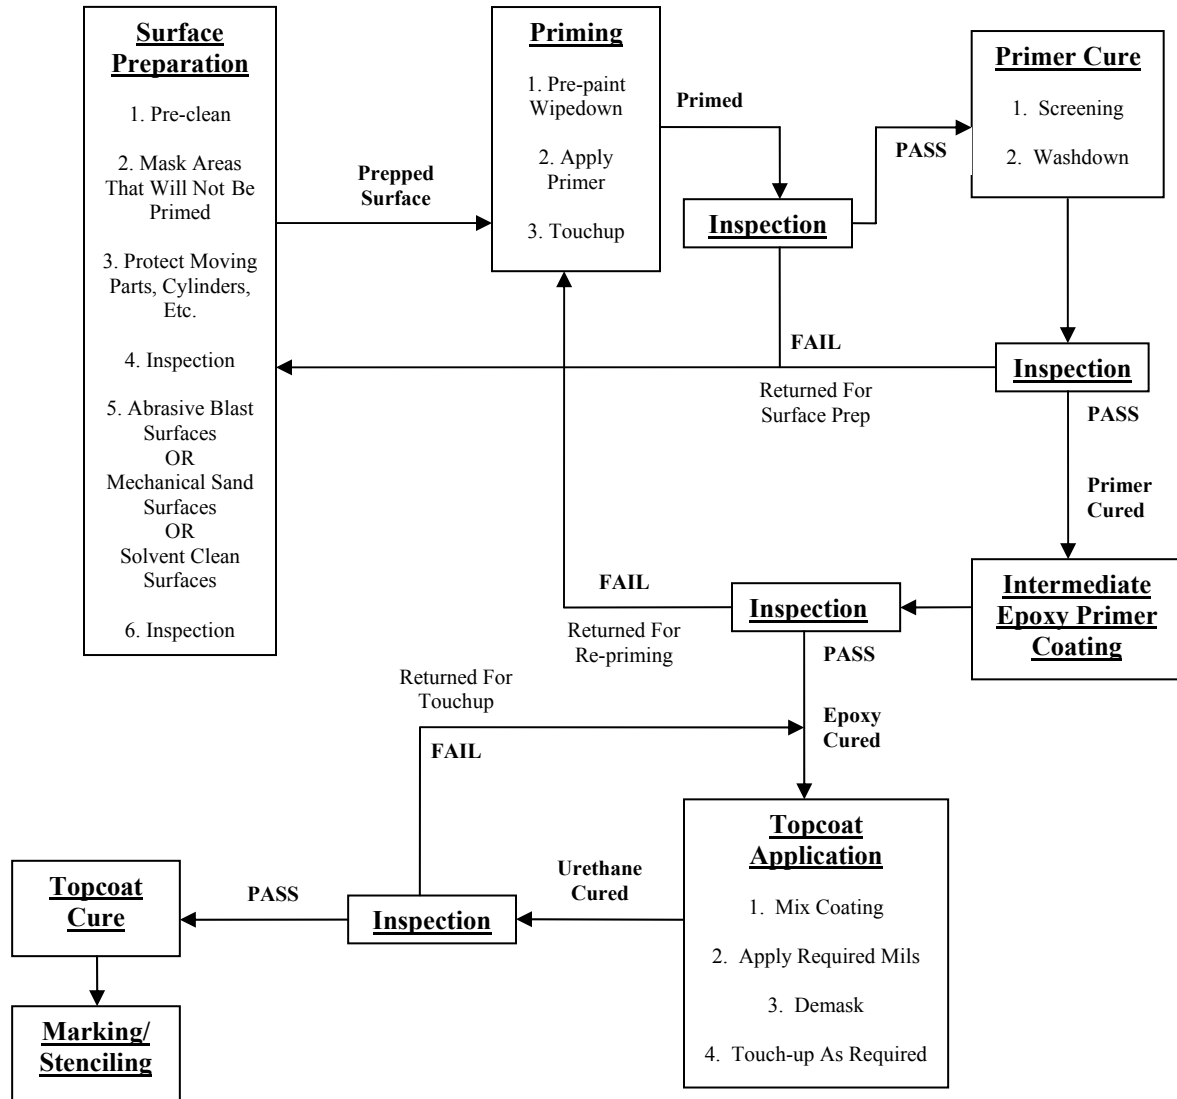 Surface
Preparation
1. Pre-clean
2. Mask Areas
That Will Not Be
Primed
3. Protect Moving
Parts, Cylinders,
Etc.
4. Inspection
5. Abrasive Blast
Surfaces
OR
Mechanical Sand
Surfaces
OR
Solvent Clean
Surfaces
6. Inspection
Prepped
Surface
Priming
1. Pre-paint
Wipedown
2. Apply
Primer
3. Touchup
Primed
Inspection
PASS
FAIL
Primer Cure
1. Screening
2. Washdown
Inspection
Returned For
Surface Prep
PASS
Primer
Cured
Intermediate
Epoxy Primer
Coating
Inspection
FAIL
Returned For
Re-priming
PASS
Epoxy
Cured
Returned For
Touchup
FAIL
Topcoat
Application
1. Mix Coating
2. Apply Required Mils
3. Demask
4. Touch-up As Required
Urethane
Cured
Inspection
PASS
Topcoat
Cure
Marking/
Stenciling